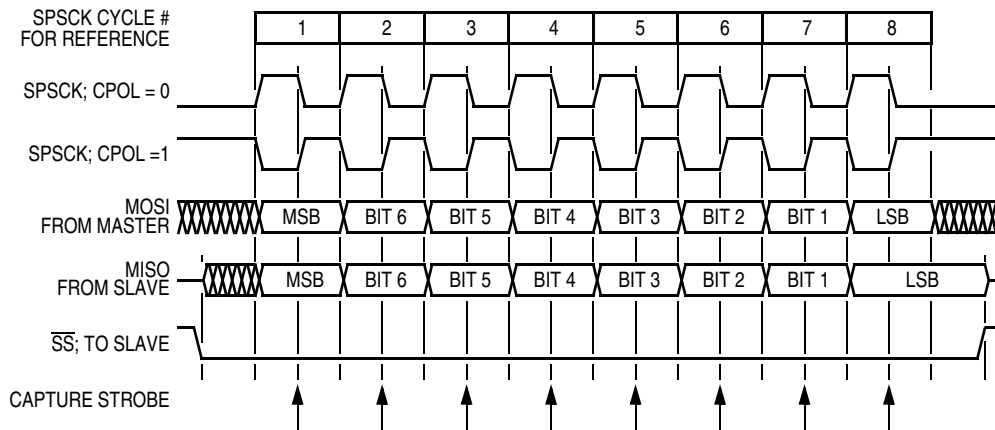 SPSCK CYCLE #
FOR REFERENCE
1 2 3 4 5 6 7 8
SPSCK; CPOL = 0
SPSCK; CPOL =1
MOSI
FROM MASTER
MSB BIT 6 BIT 5 BIT 4 BIT 3 BIT 2 BIT 1 LSB
MISO
FROM SLAVE
MSB BIT 6 BIT 5 BIT 4 BIT 3 BIT 2 BIT 1 LSB
SS; TO SLAVE
CAPTURE STROBE